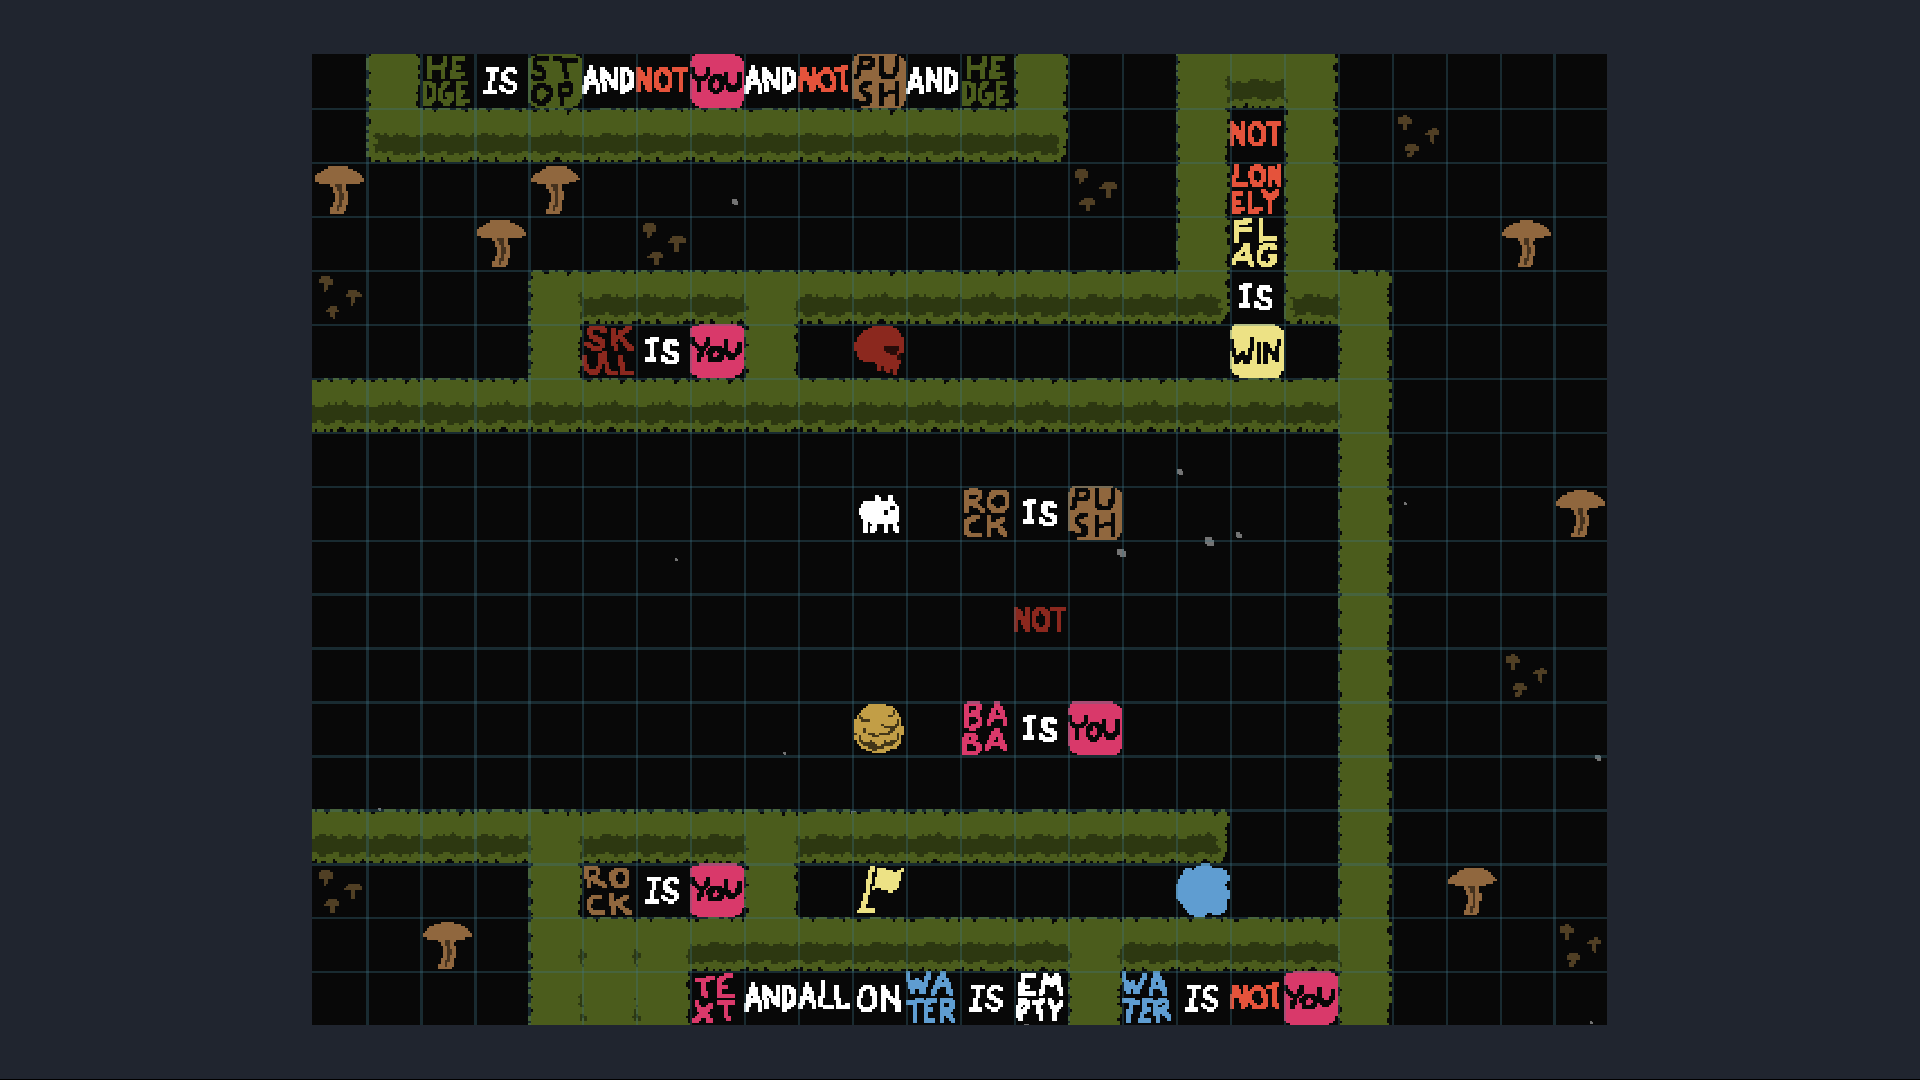 HEDGE IS STOP AND NOT YOU AND NOT PUSH AND HEDGE
NOT
LONELY
FLAG
IS
SKULL IS YOU
WIN
ROCK IS PUSH
NOT
BABA IS YOU
ROCK IS YOU
TEXT AND ALL ON WATER IS EMPTY
WATER IS NOT YOU